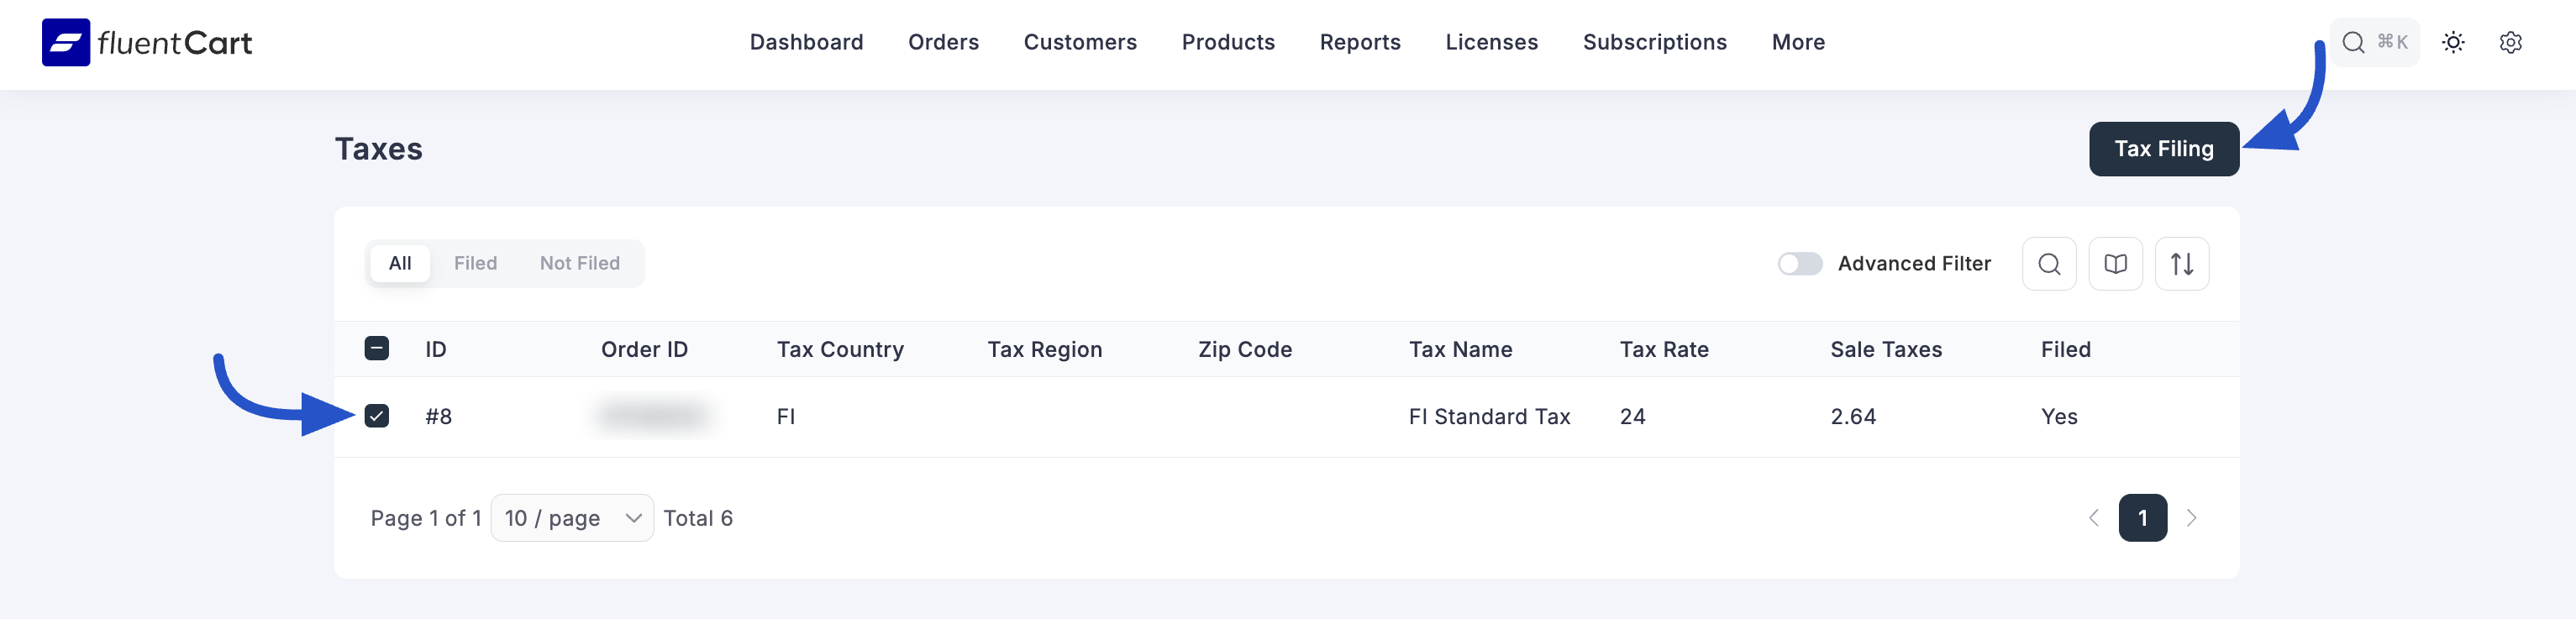 fluentCart Dashboard Orders Customers Products Reports Licenses Subscriptions More ⌘K
Taxes Tax Filing
All Filed Not Filed Advanced Filter
ID Order ID Tax Country Tax Region Zip Code Tax Name Tax Rate Sale Taxes Filed
#8 FI FI Standard Tax 24 2.64 Yes
Page 1 of 1 10 / page Total 6 1